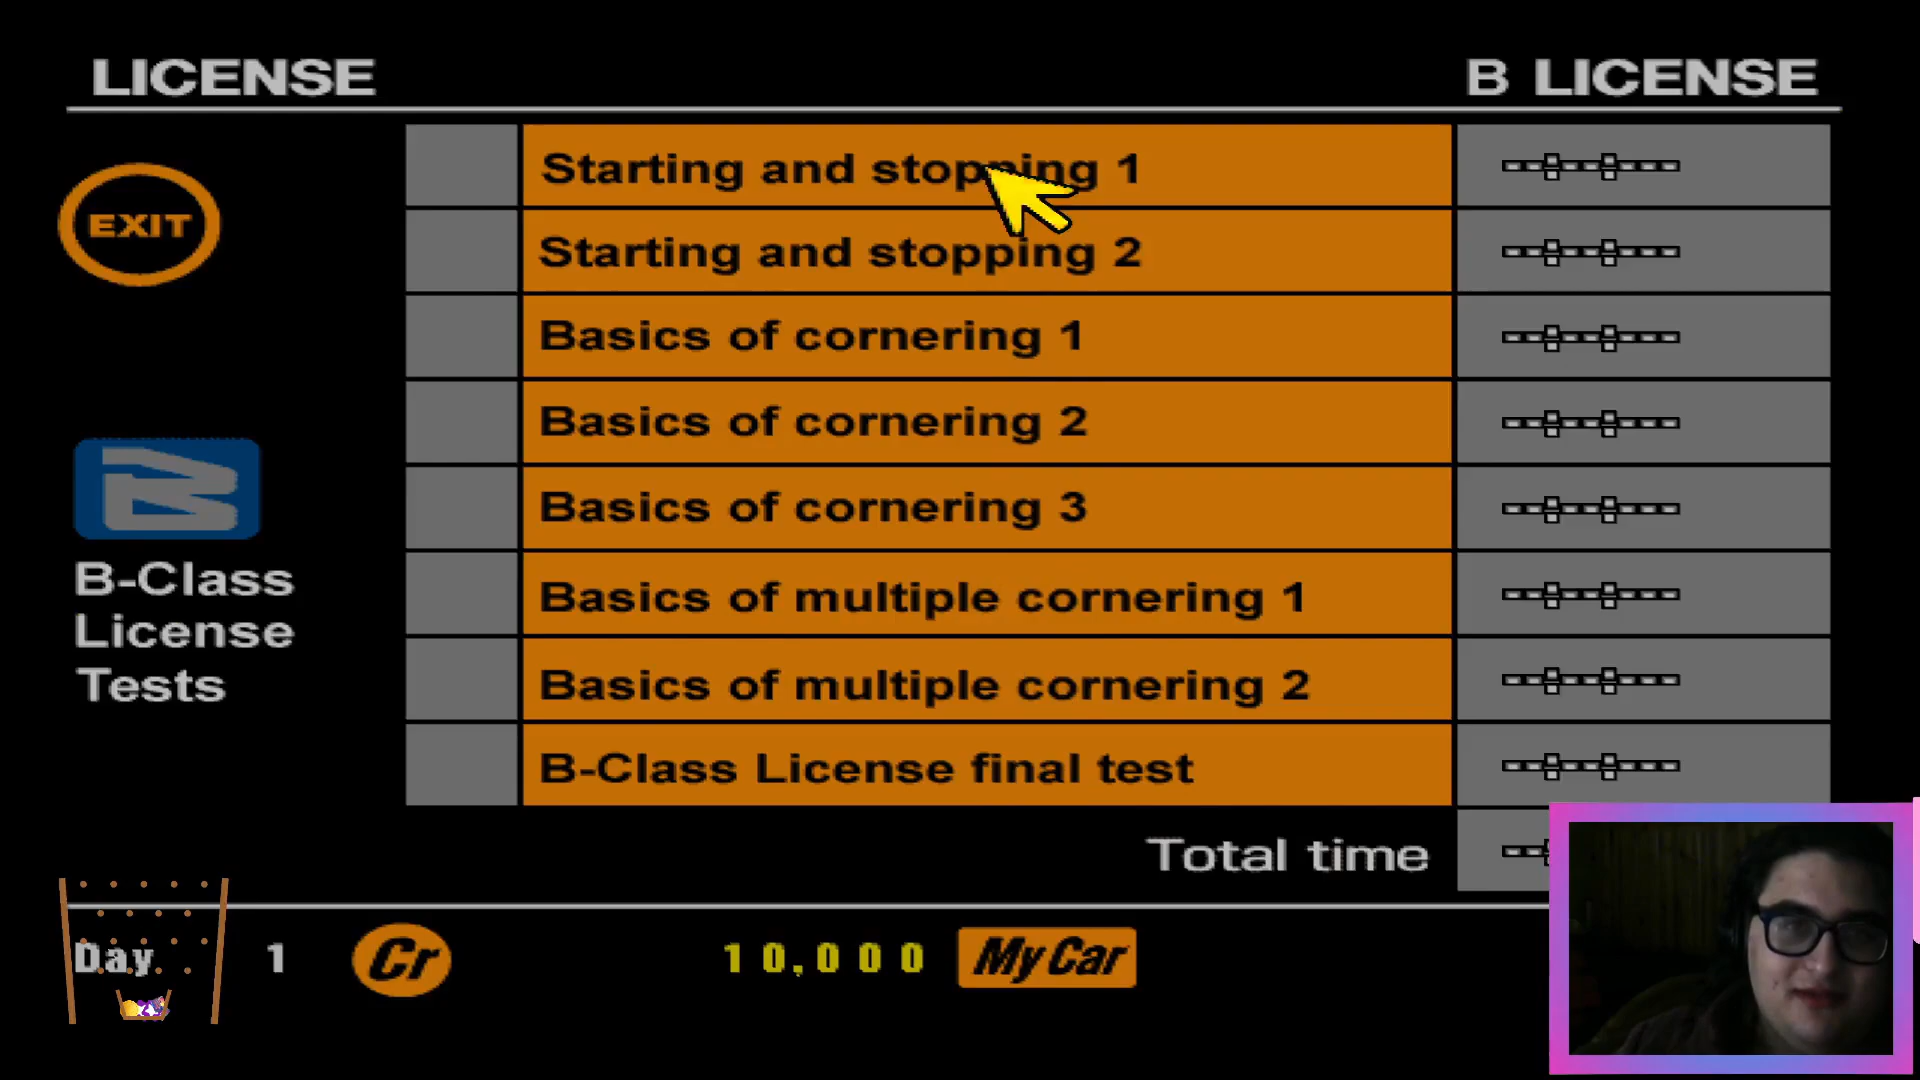 LICENSE
B LICENSE
EXIT
Starting and stopping 1
Starting and stopping 2
Basics of cornering 1
Basics of cornering 2
Basics of cornering 3
Basics of multiple cornering 1
Basics of multiple cornering 2
B-Class License final test
B
B-Class
License
Tests
Total time
Day 1 Cr 10,000 My Car